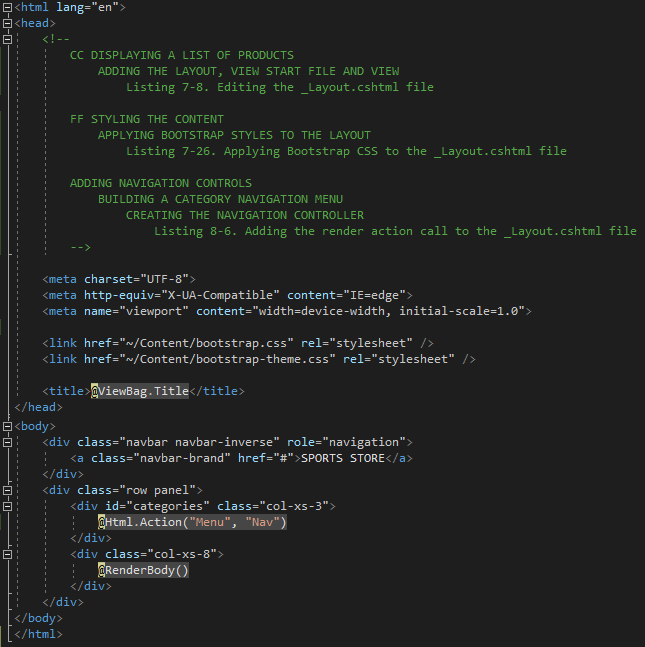 <html lang="en">
<head>
    <!--
        CC DISPLAYING A LIST OF PRODUCTS
            ADDING THE LAYOUT, VIEW START FILE AND VIEW
                Listing 7-8. Editing the _Layout.cshtml file

        FF STYLING THE CONTENT
            APPLYING BOOTSTRAP STYLES TO THE LAYOUT
                Listing 7-26. Applying Bootstrap CSS to the _Layout.cshtml file

        ADDING NAVIGATION CONTROLS
            BUILDING A CATEGORY NAVIGATION MENU
                CREATING THE NAVIGATION CONTROLLER
                    Listing 8-6. Adding the render action call to the _Layout.cshtml file
        -->

    <meta charset="UTF-8">
    <meta http-equiv="X-UA-Compatible" content="IE=edge">
    <meta name="viewport" content="width=device-width, initial-scale=1.0">

    <link href="~/Content/bootstrap.css" rel="stylesheet" />
    <link href="~/Content/bootstrap-theme.css" rel="stylesheet" />

    <title>@ViewBag.Title</title>
</head>
<body>
    <div class="navbar navbar-inverse" role="navigation">
        <a class="navbar-brand" href="#">SPORTS STORE</a>
    </div>
    <div class="row panel">
        <div id="categories" class="col-xs-3">
            @Html.Action("Menu", "Nav")
        </div>
        <div class="col-xs-8">
            @RenderBody()
        </div>
    </div>
</body>
</html>